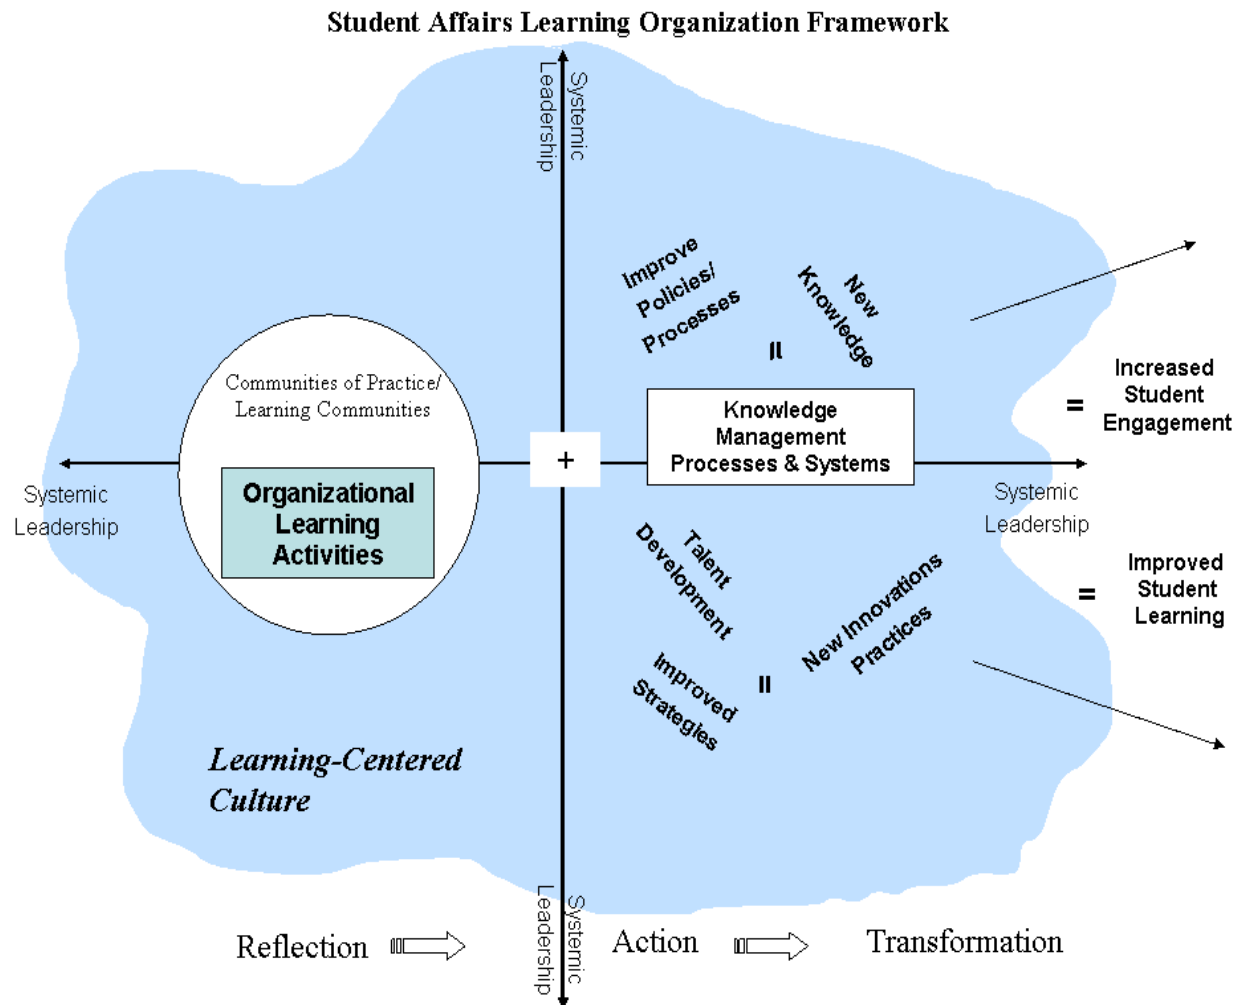 Student Affairs Learning Organization Framework
Systemic
Leadership
Improve
Policies/
Processes
New
Knowledge
=
Communities of Practice/
Learning Communities
Organizational
Learning
Activities
+
Knowledge
Management
Processes & Systems
=
Increased
Student
Engagement
Systemic
Leadership
Systemic
Leadership
Talent
Development
New Innovations
Practices
Improved
Strategies
=
=
Improved
Student
Learning
Learning-Centered
Culture
Systemic
Leadership
Reflection
Action
Transformation